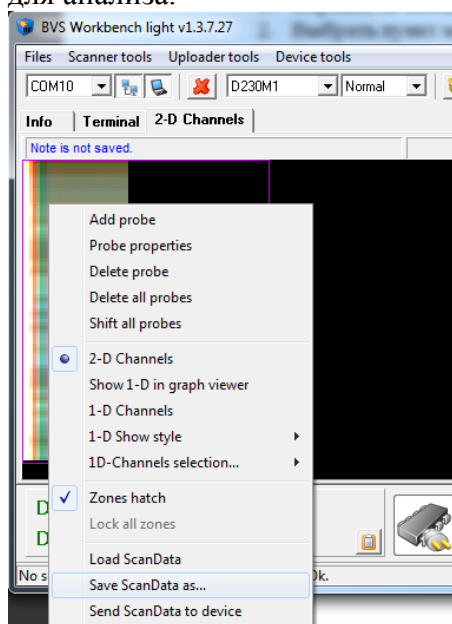 для анализа.
BVS Workbench light v1.3.7.27
Files Scanner tools Uploader tools Device tools
COM10 D230M1 Normal
Info Terminal 2-D Channels
Note is not saved.
Add probe
Probe properties
Delete probe
Delete all probes
Shift all probes
2-D Channels
Show 1-D in graph viewer
1-D Channels
1-D Show style
1D-Channels selection...
Zones hatch
Lock all zones
D
D
Load ScanData
No s
Save ScanData as...
Ok.
Send ScanData to device